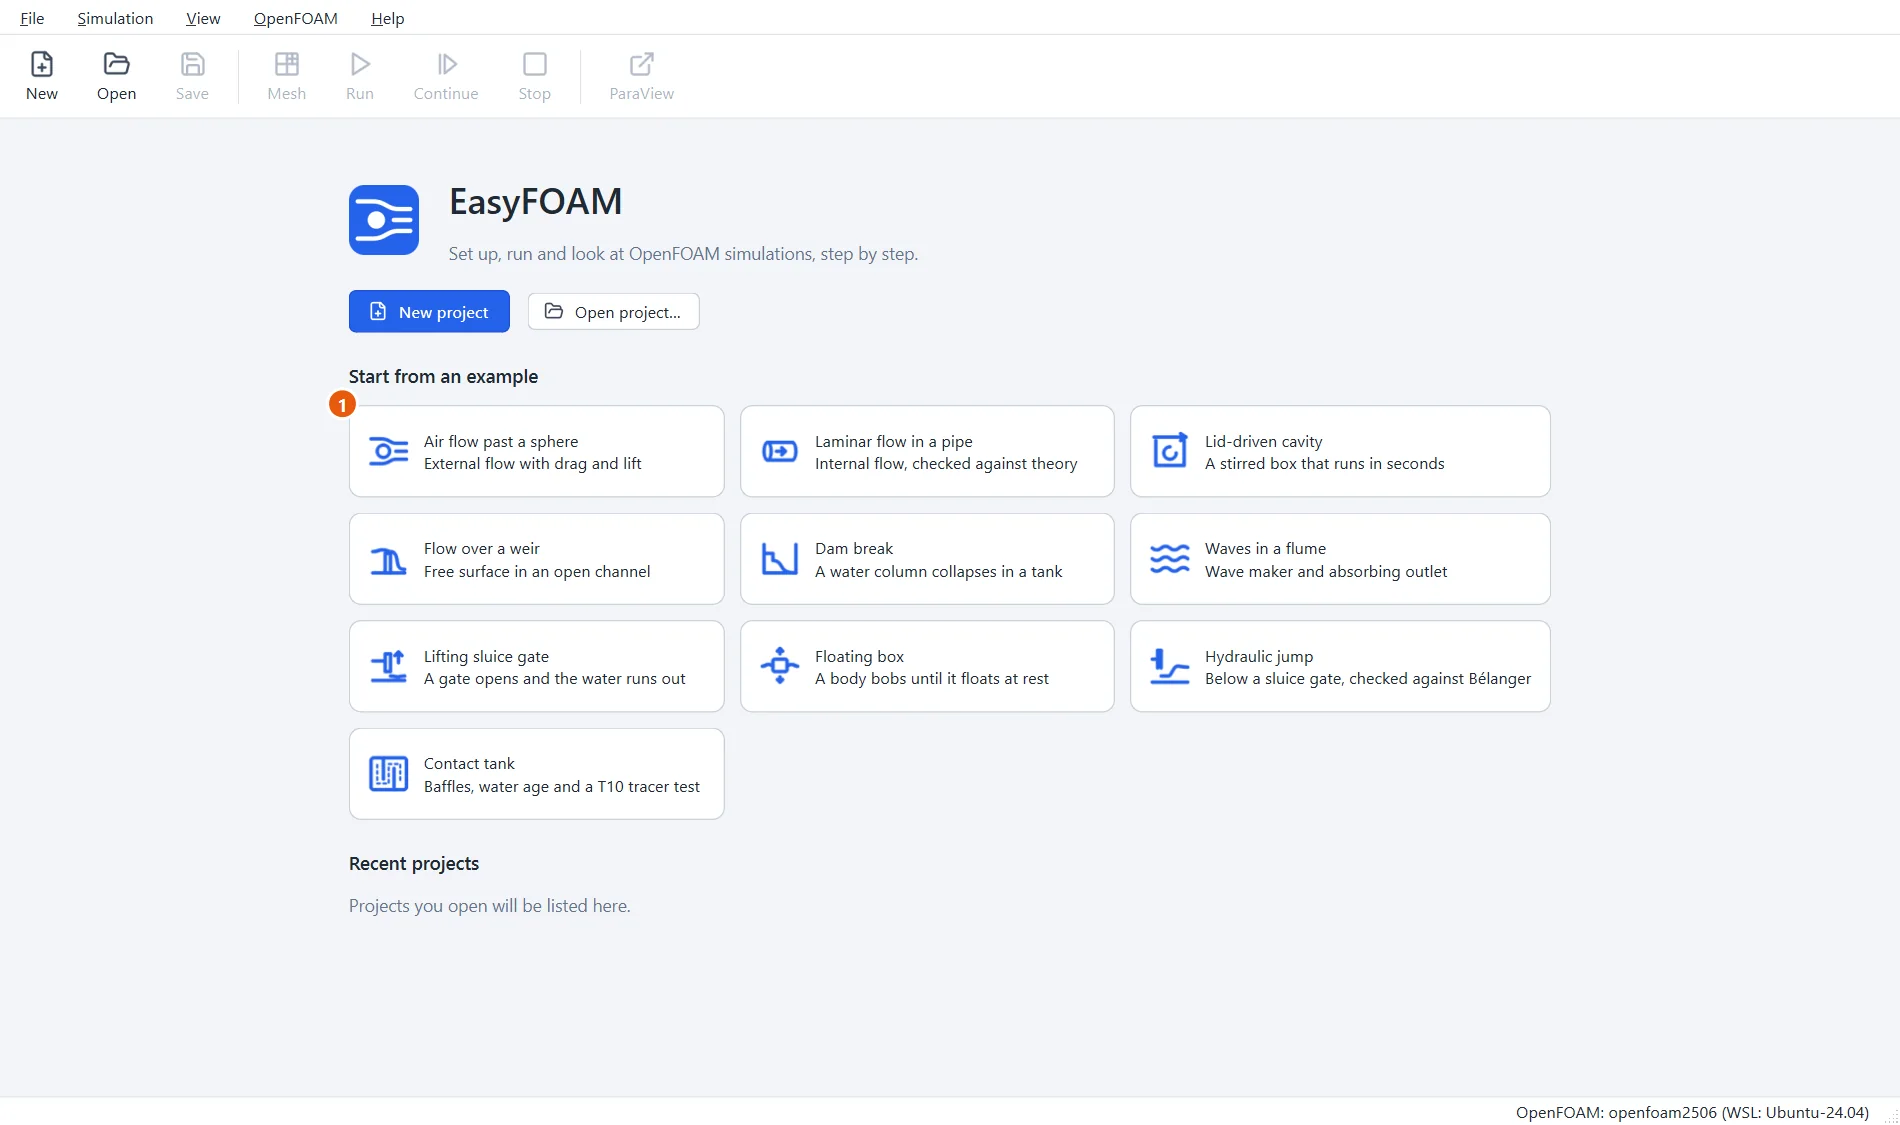 File Simulation View OpenFOAM Help
New Open Save Mesh Run Continue Stop ParaView
EasyFOAM
Set up, run and look at OpenFOAM simulations, step by step.
New project Open project...
Start from an example
1
Air flow past a sphere
External flow with drag and lift
Laminar flow in a pipe
Internal flow, checked against theory
Lid-driven cavity
A stirred box that runs in seconds
Flow over a weir
Free surface in an open channel
Dam break
A water column collapses in a tank
Waves in a flume
Wave maker and absorbing outlet
Lifting sluice gate
A gate opens and the water runs out
Floating box
A body bobs until it floats at rest
Hydraulic jump
Below a sluice gate, checked against Bélanger
Contact tank
Baffles, water age and a T10 tracer test
Recent projects
Projects you open will be listed here.
OpenFOAM: openfoam2506 (WSL: Ubuntu-24.04)